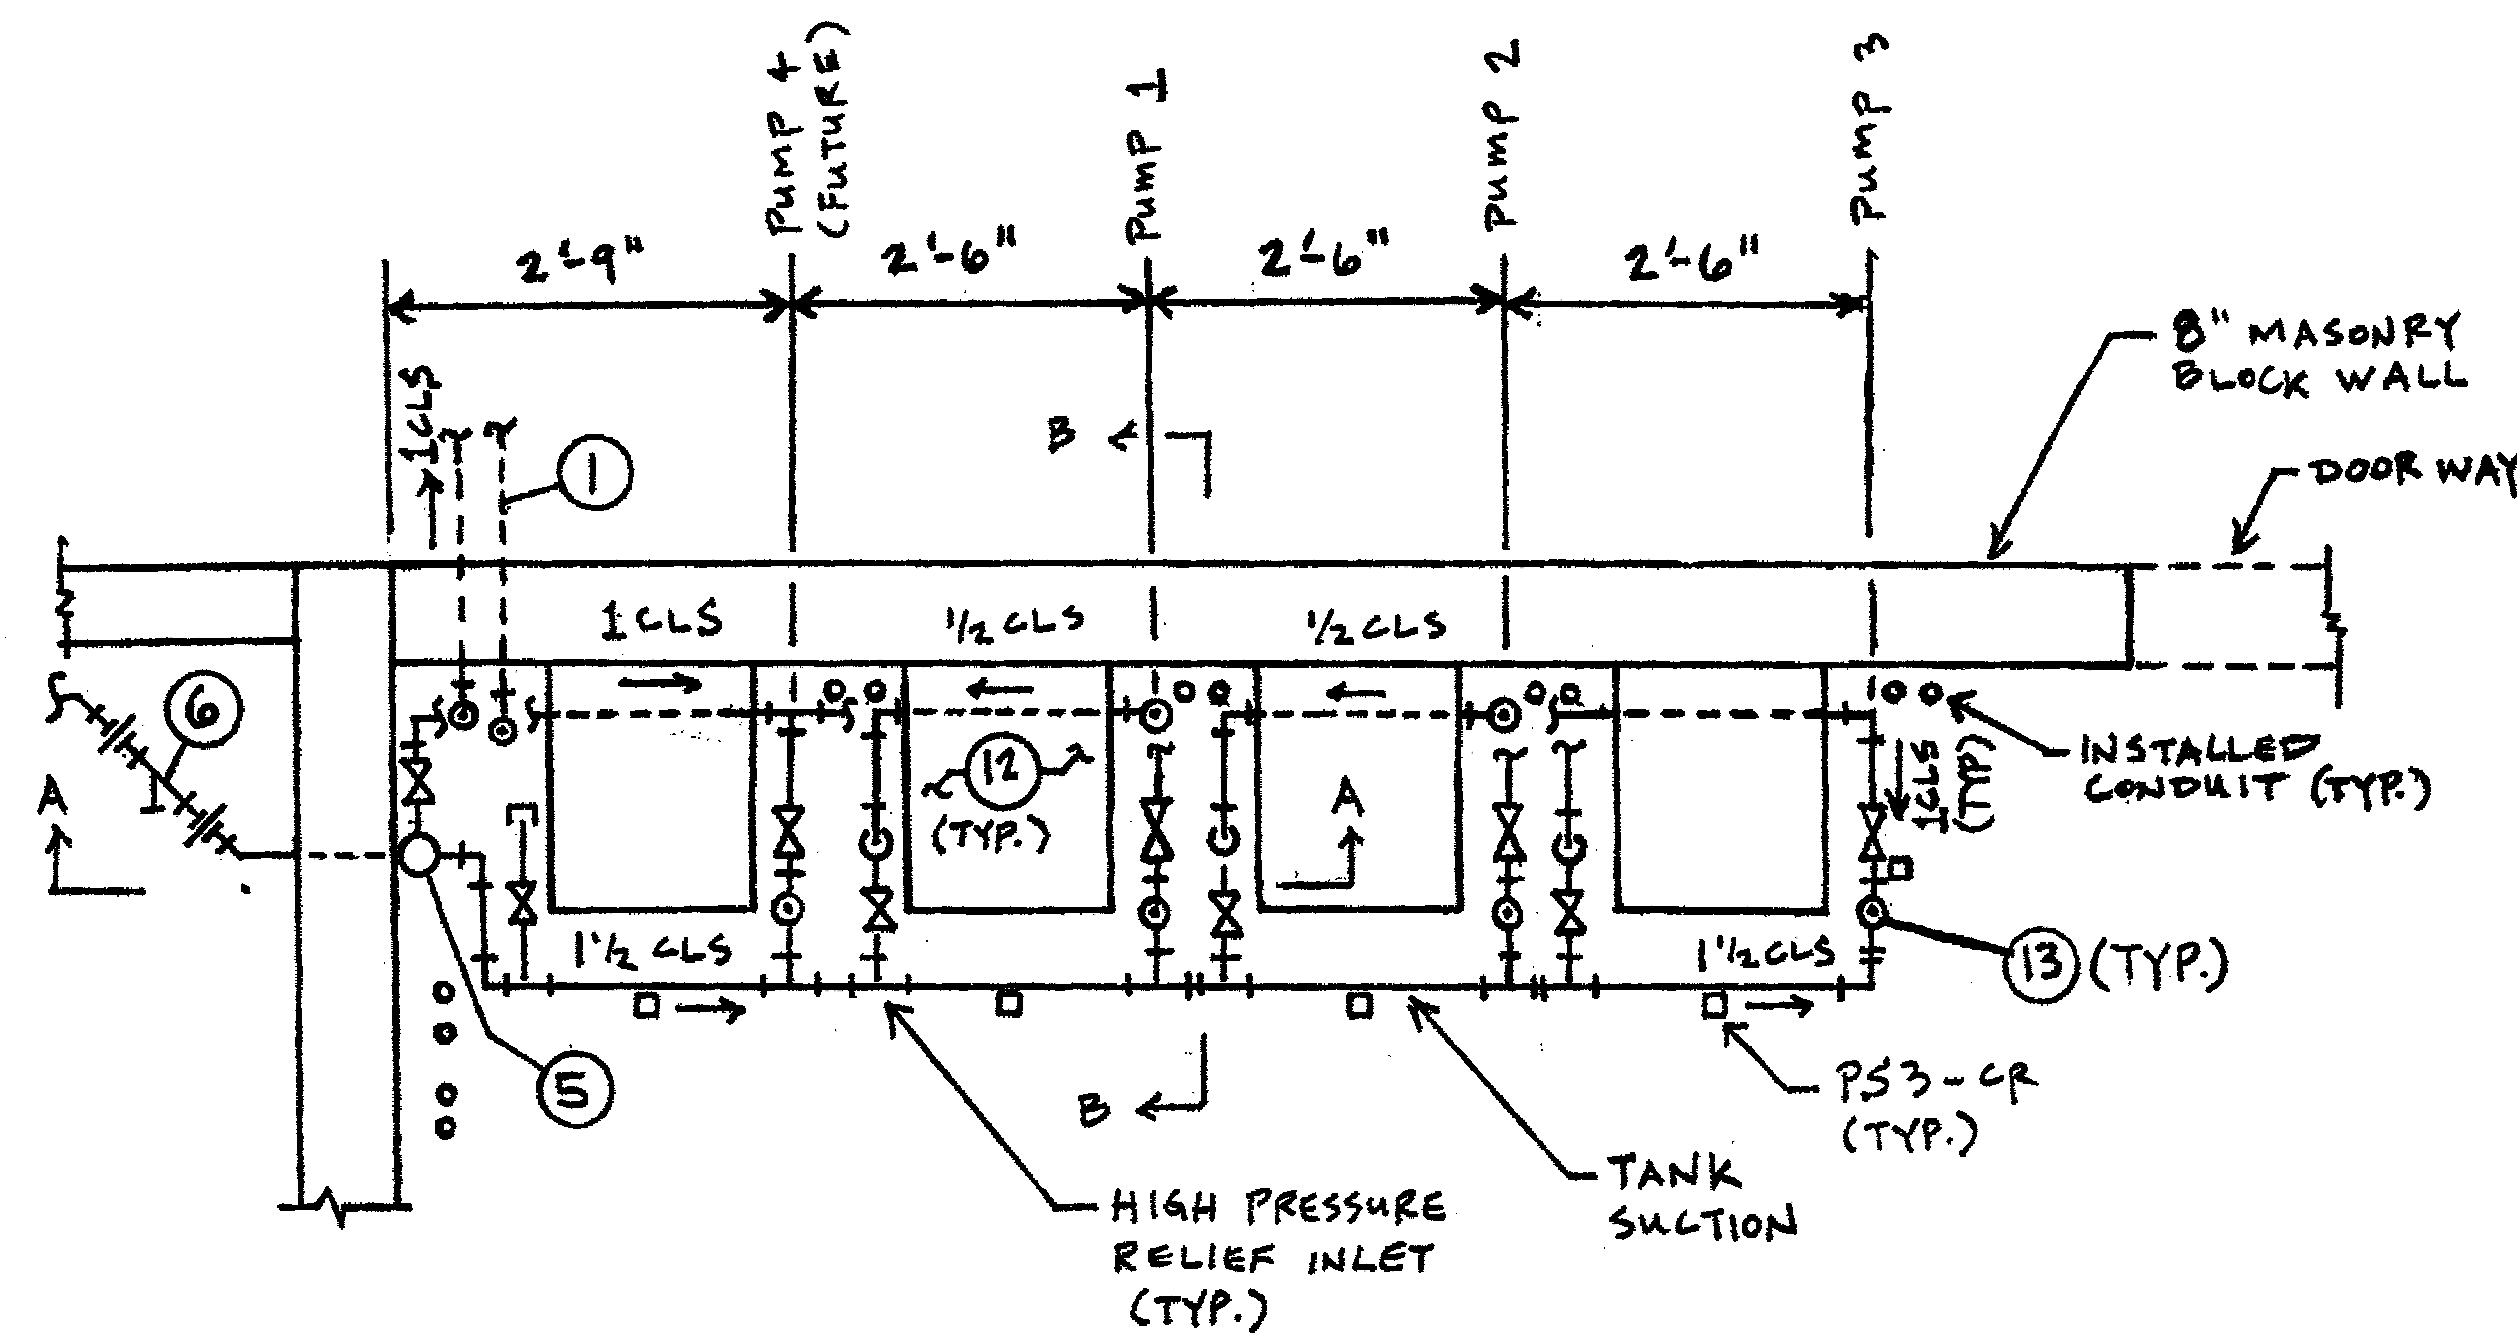 PUMP 4
(FUTURE)
PUMP 1
PUMP 2
PUMP 3
2'-9"
2'-6"
2'-6"
2'-6"
8" MASONRY
BLOCK WALL
1 CLS
B
1
DOORWAY
1 CLS
1/2 CLS
1/2 CLS
6
A
12
(TYP.)
A
1 CLS
(TYP)
INSTALLED
CONDUIT (TYP.)
1 1/2 CLS
1 1/2 CLS
13 (TYP.)
5
B
PS3-CR
(TYP.)
TANK
SUCTION
HIGH PRESSURE
RELIEF INLET
(TYP.)